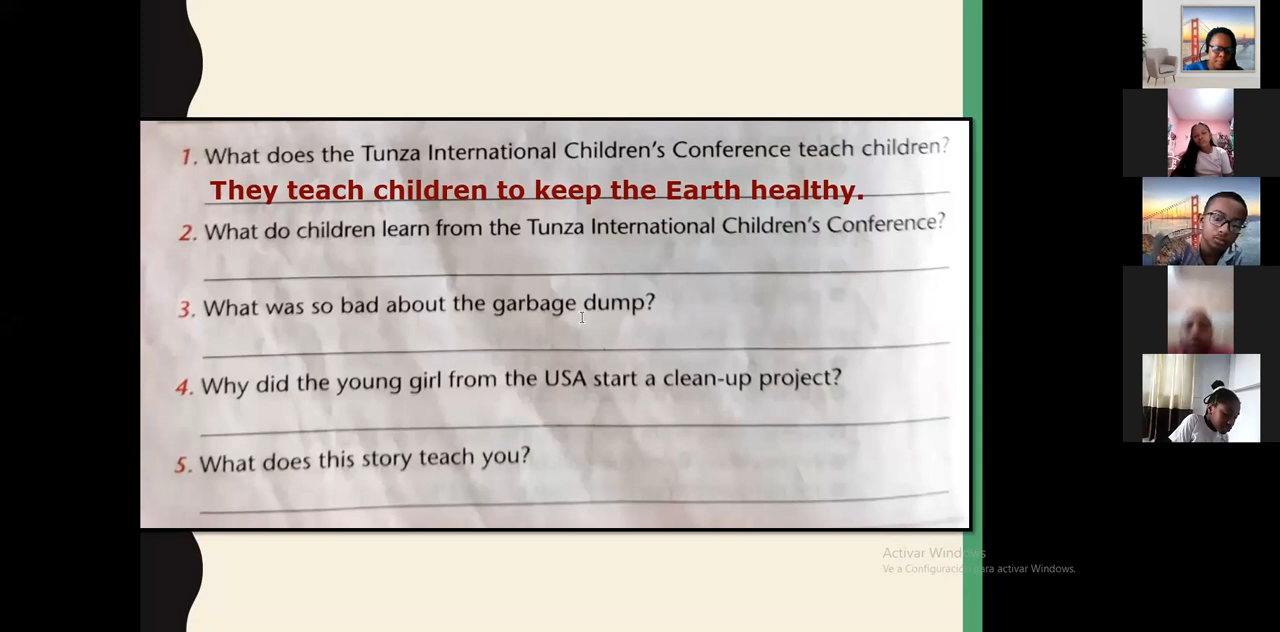 1. What does the Tunza International Children's Conference teach children?
They teach children to keep the Earth healthy.
2. What do children learn from the Tunza International Children's Conference?
3. What was so bad about the garbage dump?
4. Why did the young girl from the USA start a clean-up project?
5. What does this story teach you?
Activar Windows
Ve a Configuración para activar Windows.